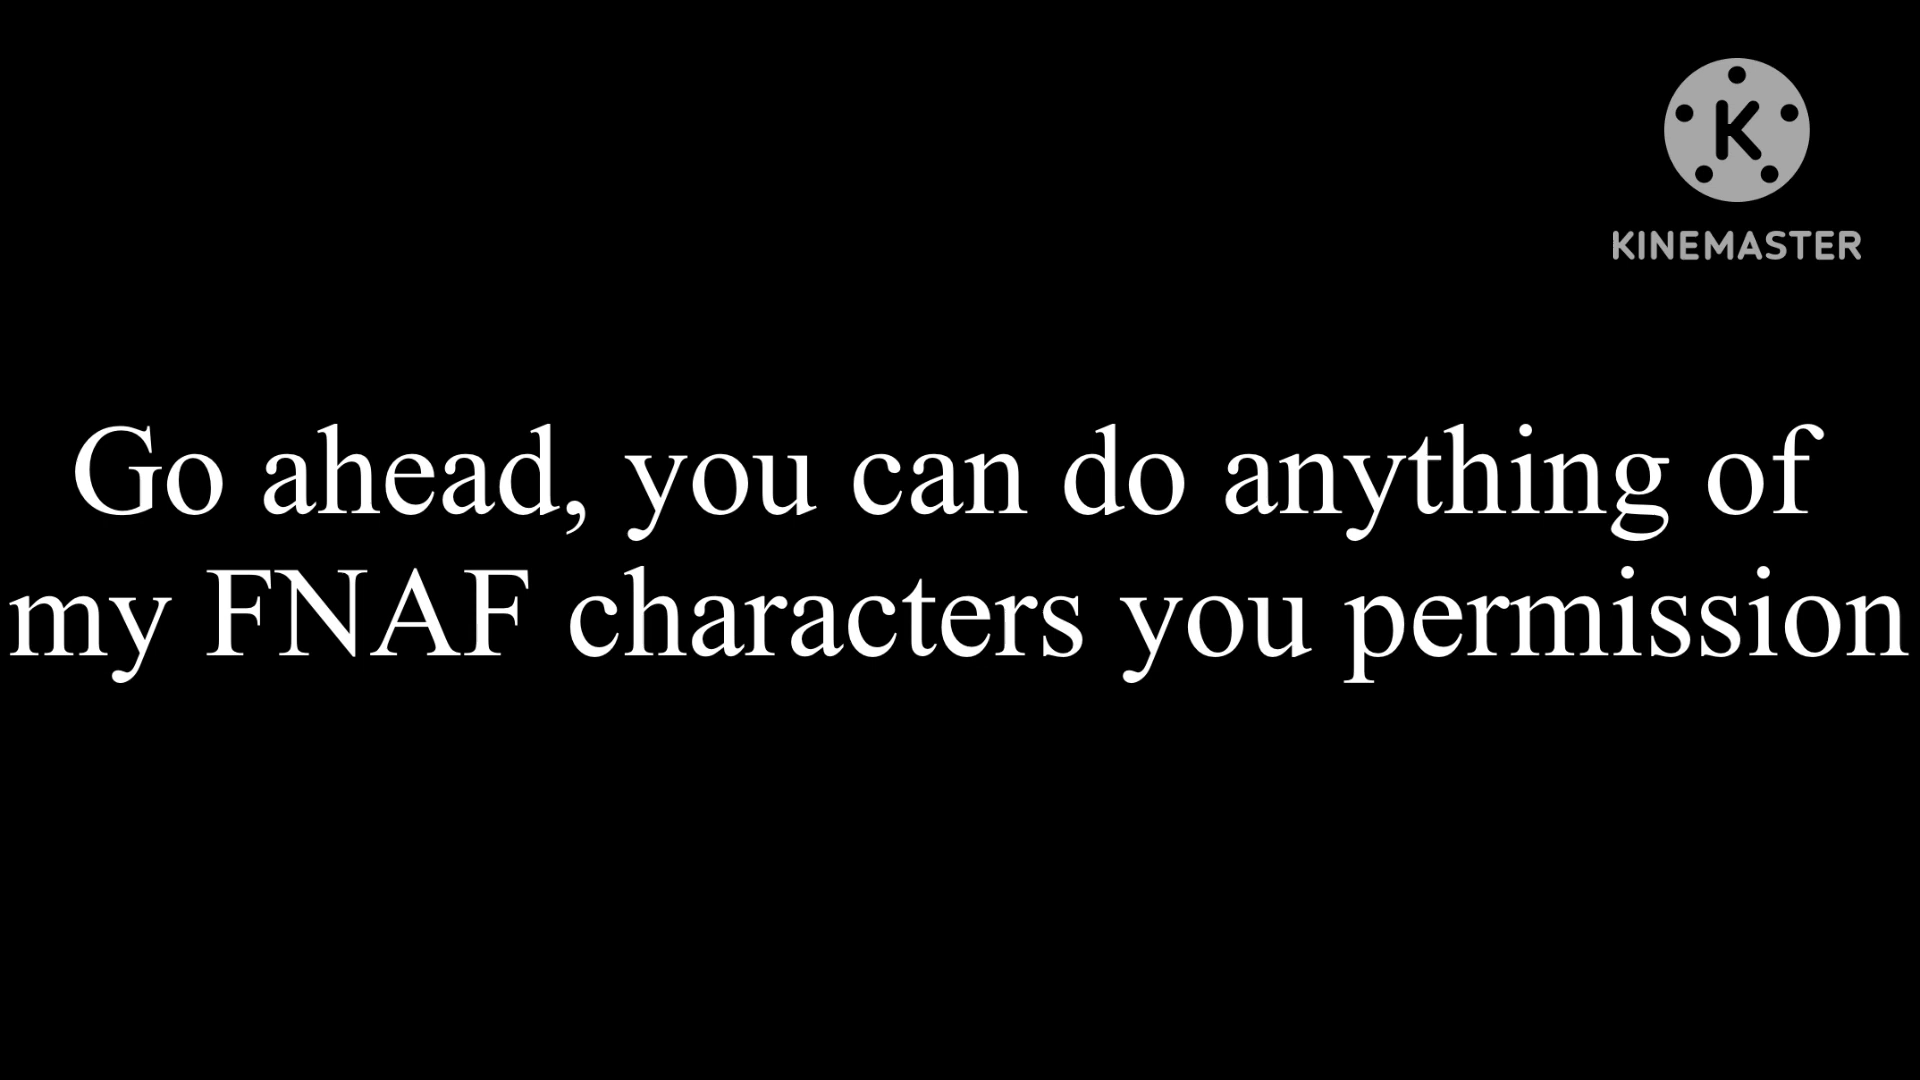 K
KINEMASTER
Go ahead, you can do anything of
my FNAF characters you permission